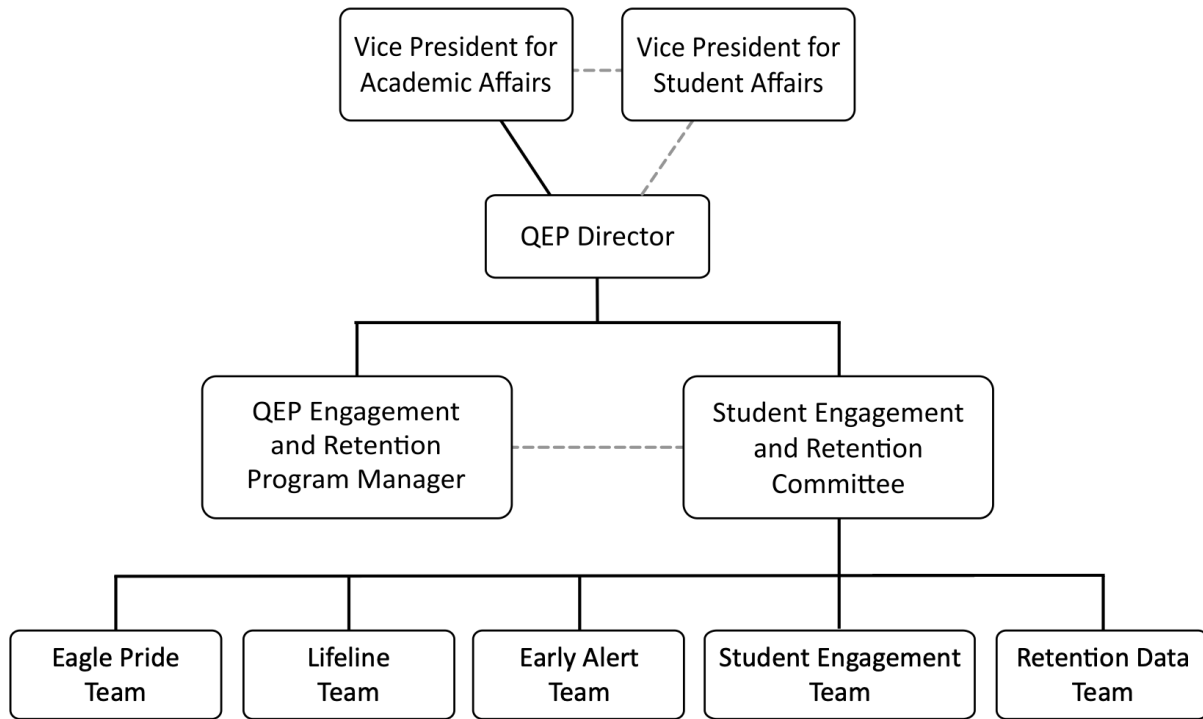 Vice President for
Academic Affairs
Vice President for
Student Affairs
QEP Director
QEP Engagement
and Retention
Program Manager
Student Engagement
and Retention
Committee
Eagle Pride
Team
Lifeline
Team
Early Alert
Team
Student Engagement
Team
Retention Data
Team